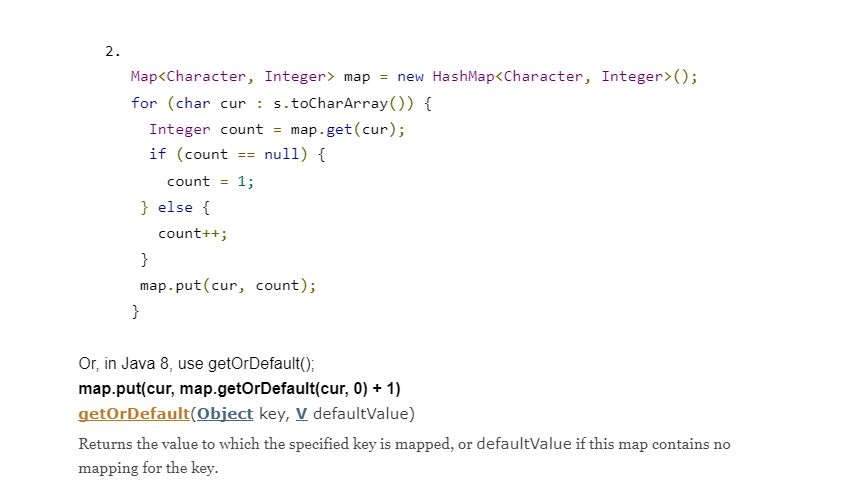 2.
Map<Character, Integer> map = new HashMap<Character, Integer>();
for (char cur : s.toCharArray()) {
Integer count = map.get(cur);
if (count == null) {
count = 1;
} else {
count++;
}
map.put(cur, count);
}
Or, in Java 8, use getOrDefault();
map.put(cur, map.getOrDefault(cur, 0) + 1)
getOrDefault(Object key, V defaultValue)
Returns the value to which the specified key is mapped, or defaultValue if this map contains no
mapping for the key.